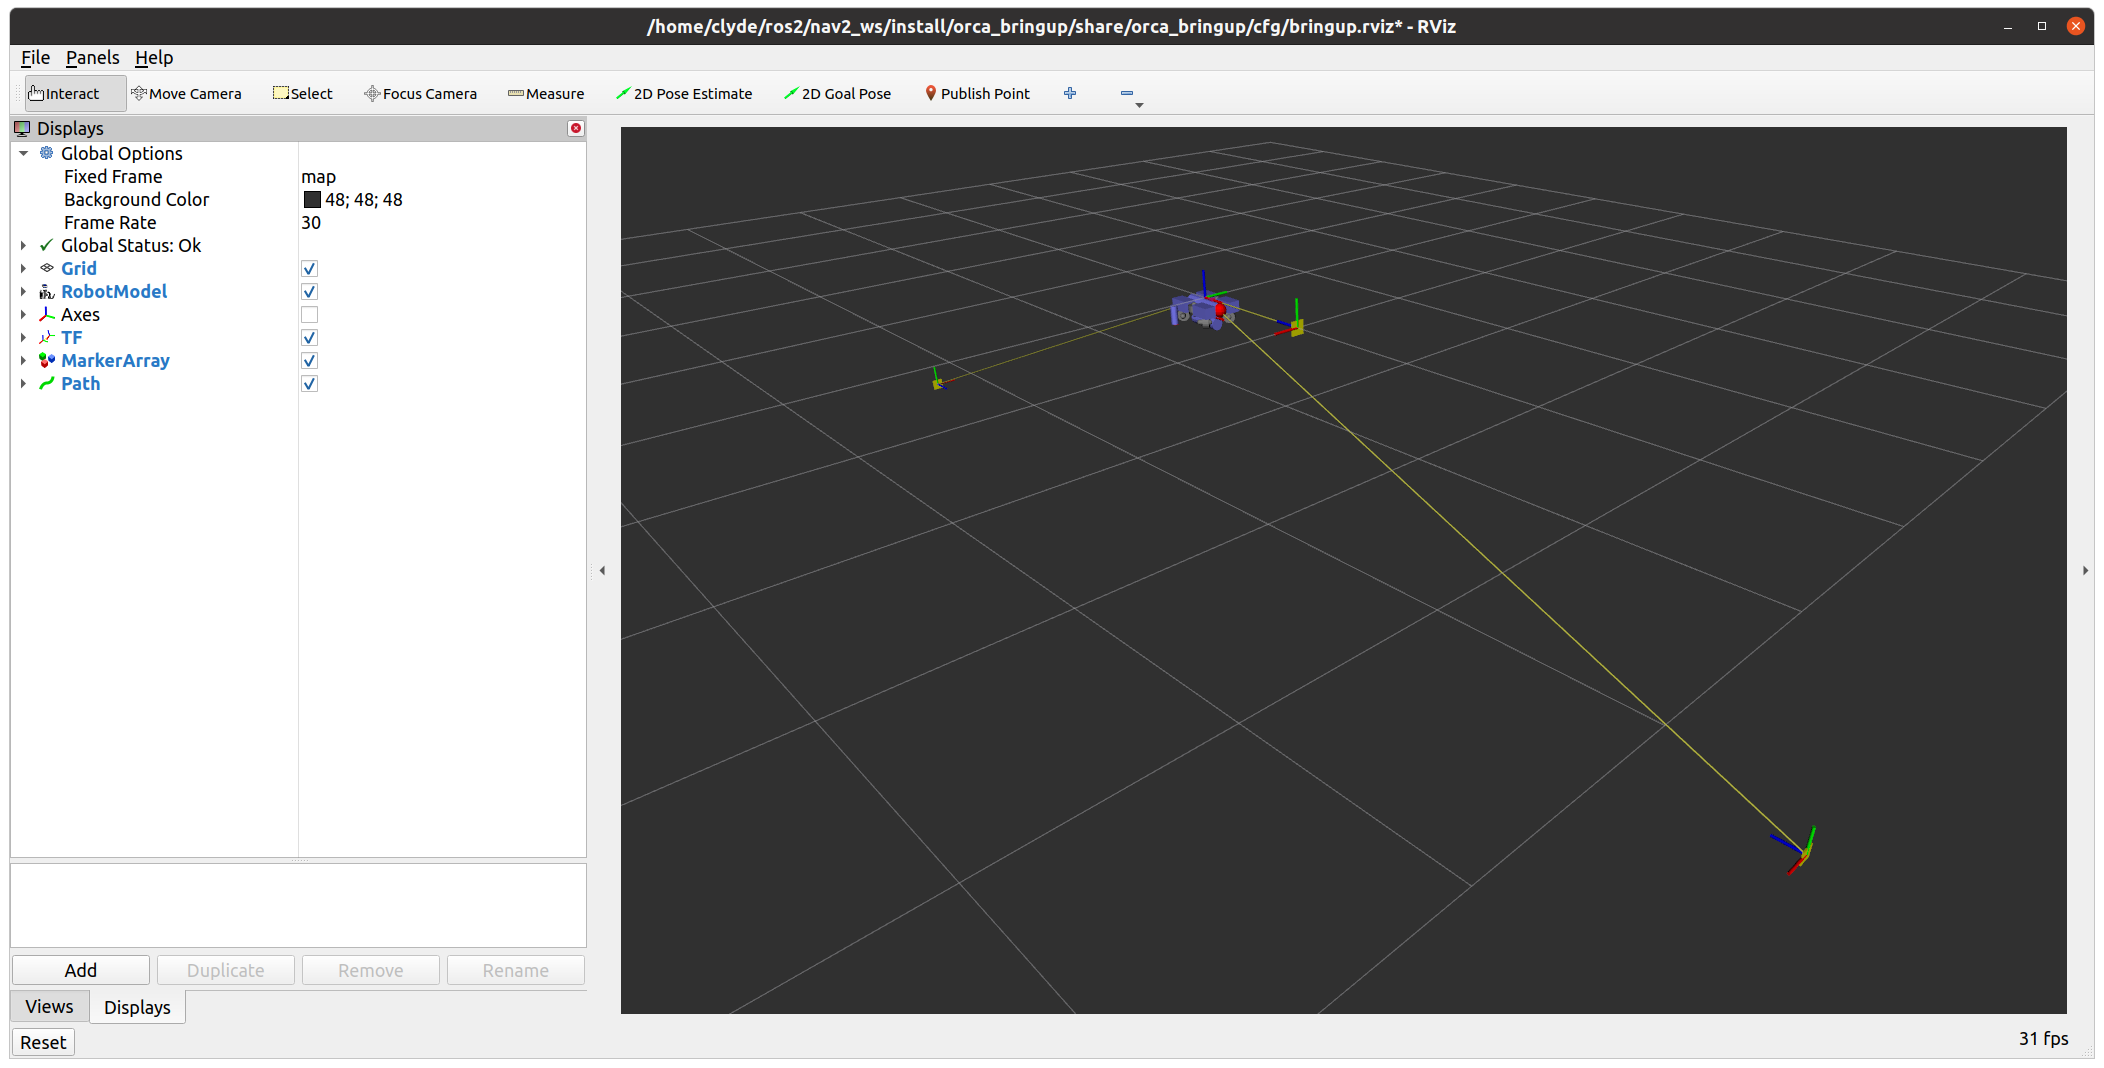 /home/clyde/ros2/nav2_ws/install/orca_bringup/share/orca_bringup/cfg/bringup.rviz* - RViz
File Panels Help
Interact Move Camera Select Focus Camera Measure 2D Pose Estimate 2D Goal Pose Publish Point
Displays
Global Options
Fixed Frame map
Background Color 48; 48; 48
Frame Rate 30
Global Status: Ok
Grid
RobotModel
Axes
TF
MarkerArray
Path
Add Duplicate Remove Rename
Views Displays
Reset 31 fps